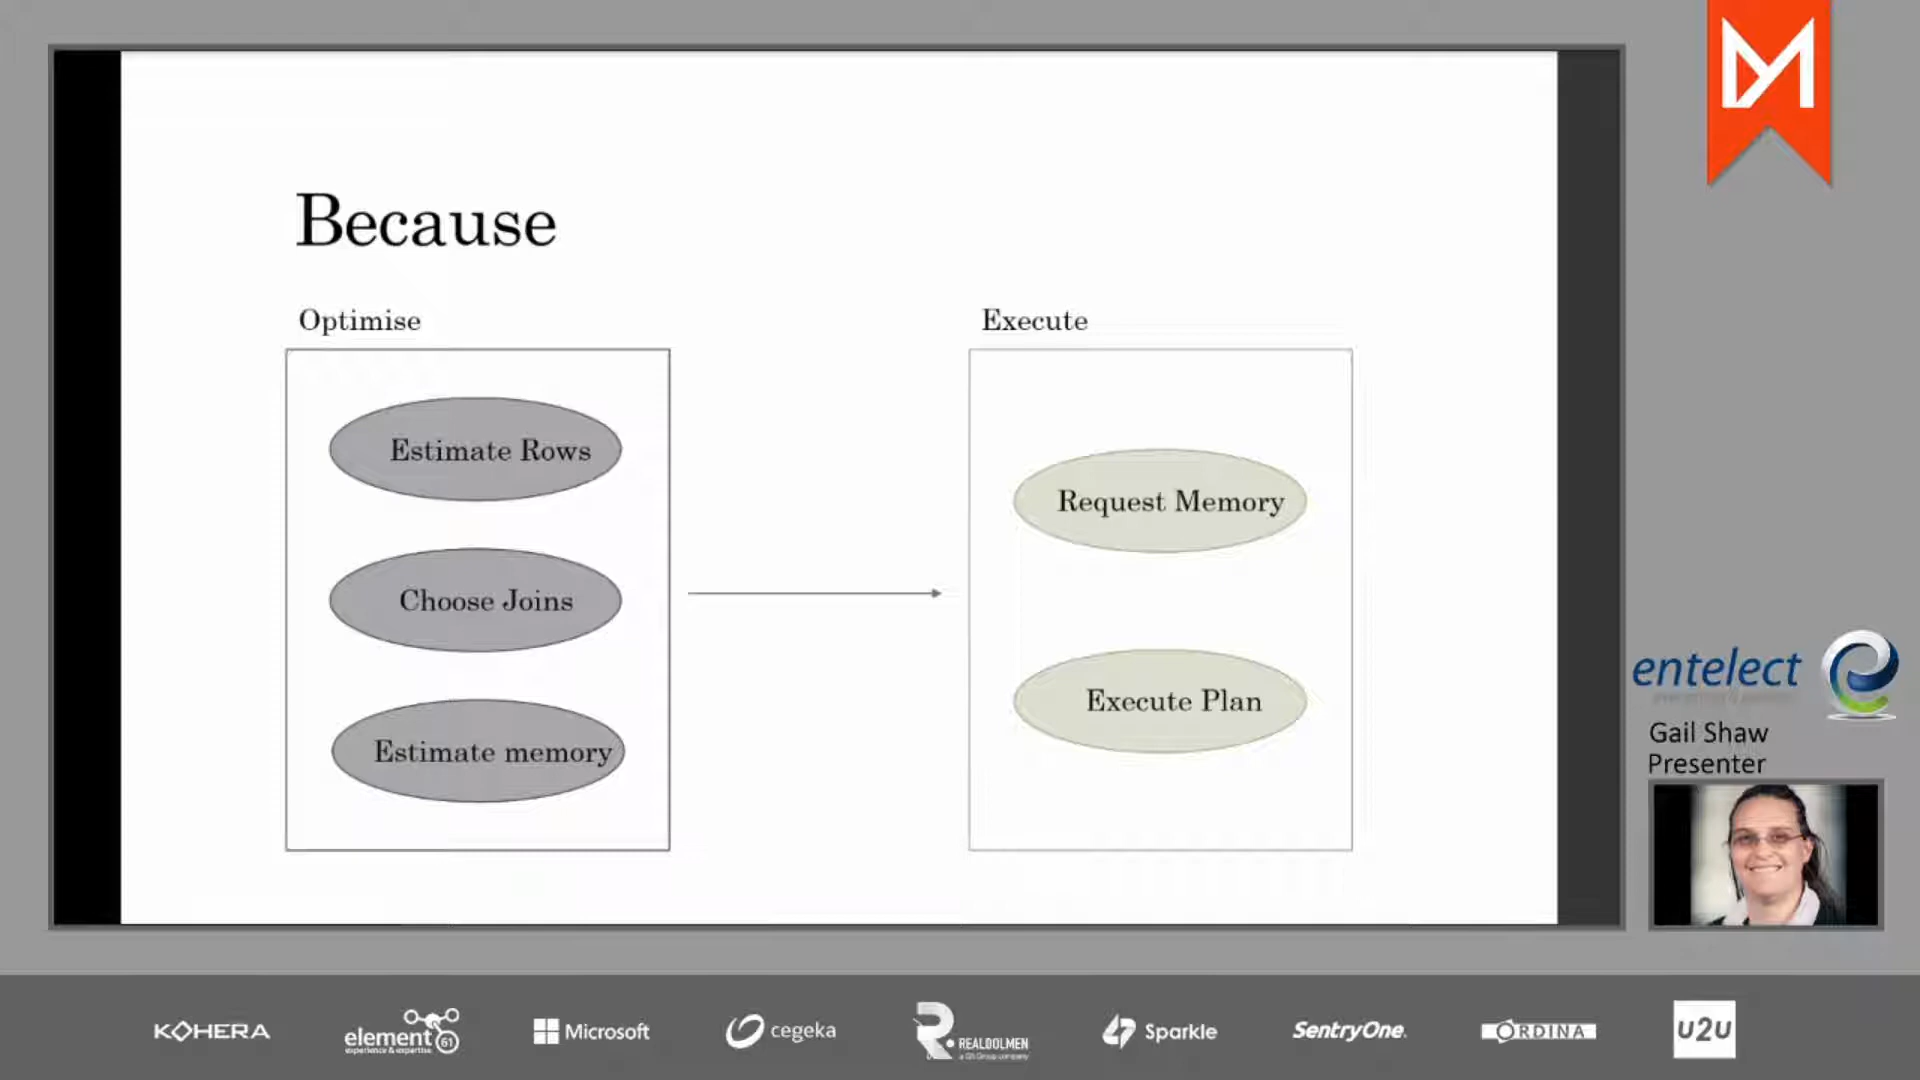 Because
Optimise
Execute
Estimate Rows
Request Memory
Choose Joins
Execute Plan
Estimate memory
entelect
Gail Shaw
Presenter
KOHERA
element 61
experience & expertise
Microsoft
cegeka
REALDOLMEN
a Gfi Group company
Sparkle
SentryOne.
ORDINA
U2U